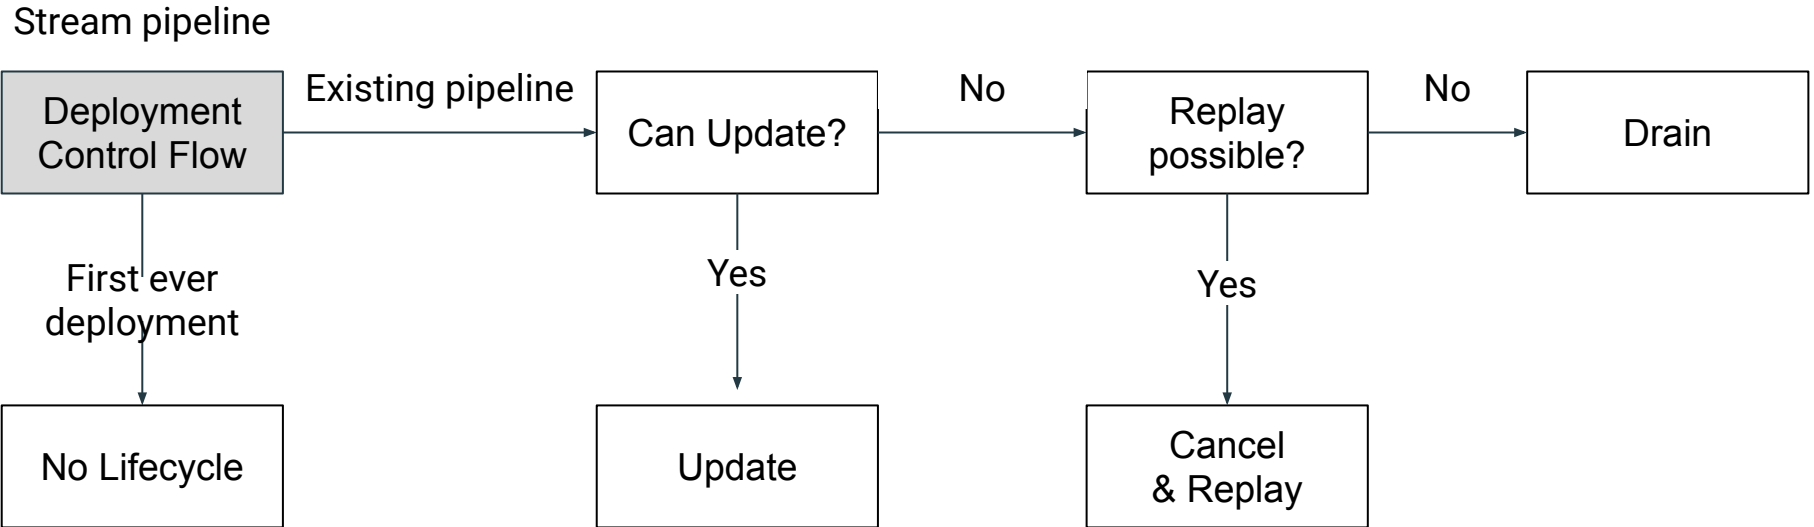 Stream pipeline
Deployment
Control Flow
Existing pipeline
Can Update?
No
Replay
possible?
No
Drain
First ever
deployment
Yes
Yes
No Lifecycle
Update
Cancel
& Replay